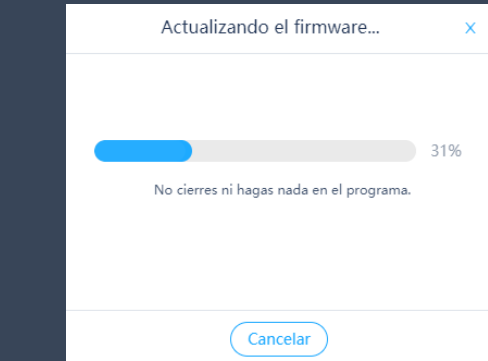 Actualizando el firmware... X
31%
No cierres ni hagas nada en el programa.
Cancelar